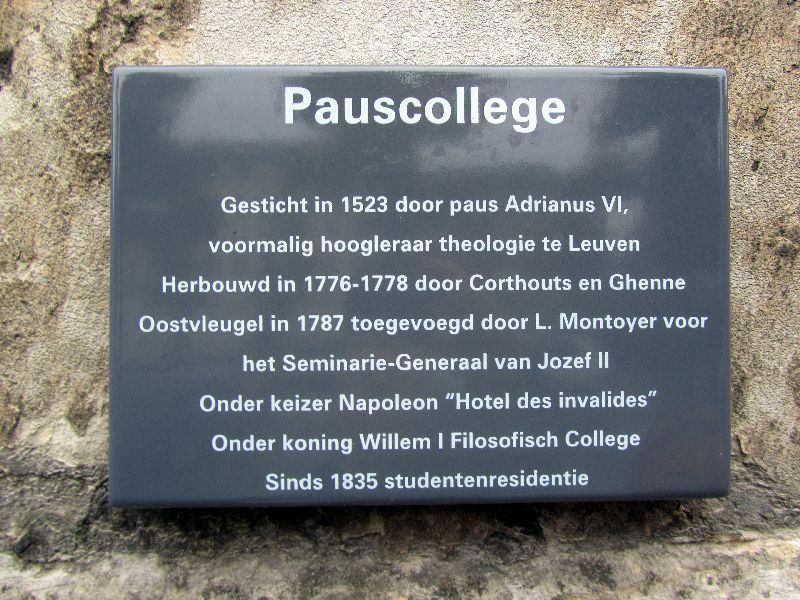 Pauscollege
Gesticht in 1523 door paus Adrianus VI,
voormalig hoogleraar theologie te Leuven
Herbouwd in 1776-1778 door Corthouts en Ghenne
Oostvleugel in 1787 toegevoegd door L. Montoyer voor
het Seminarie-Generaal van Jozef II
Onder keizer Napoleon “Hotel des invalides”
Onder koning Willem I Filosofisch College
Sinds 1835 studentenresidentie